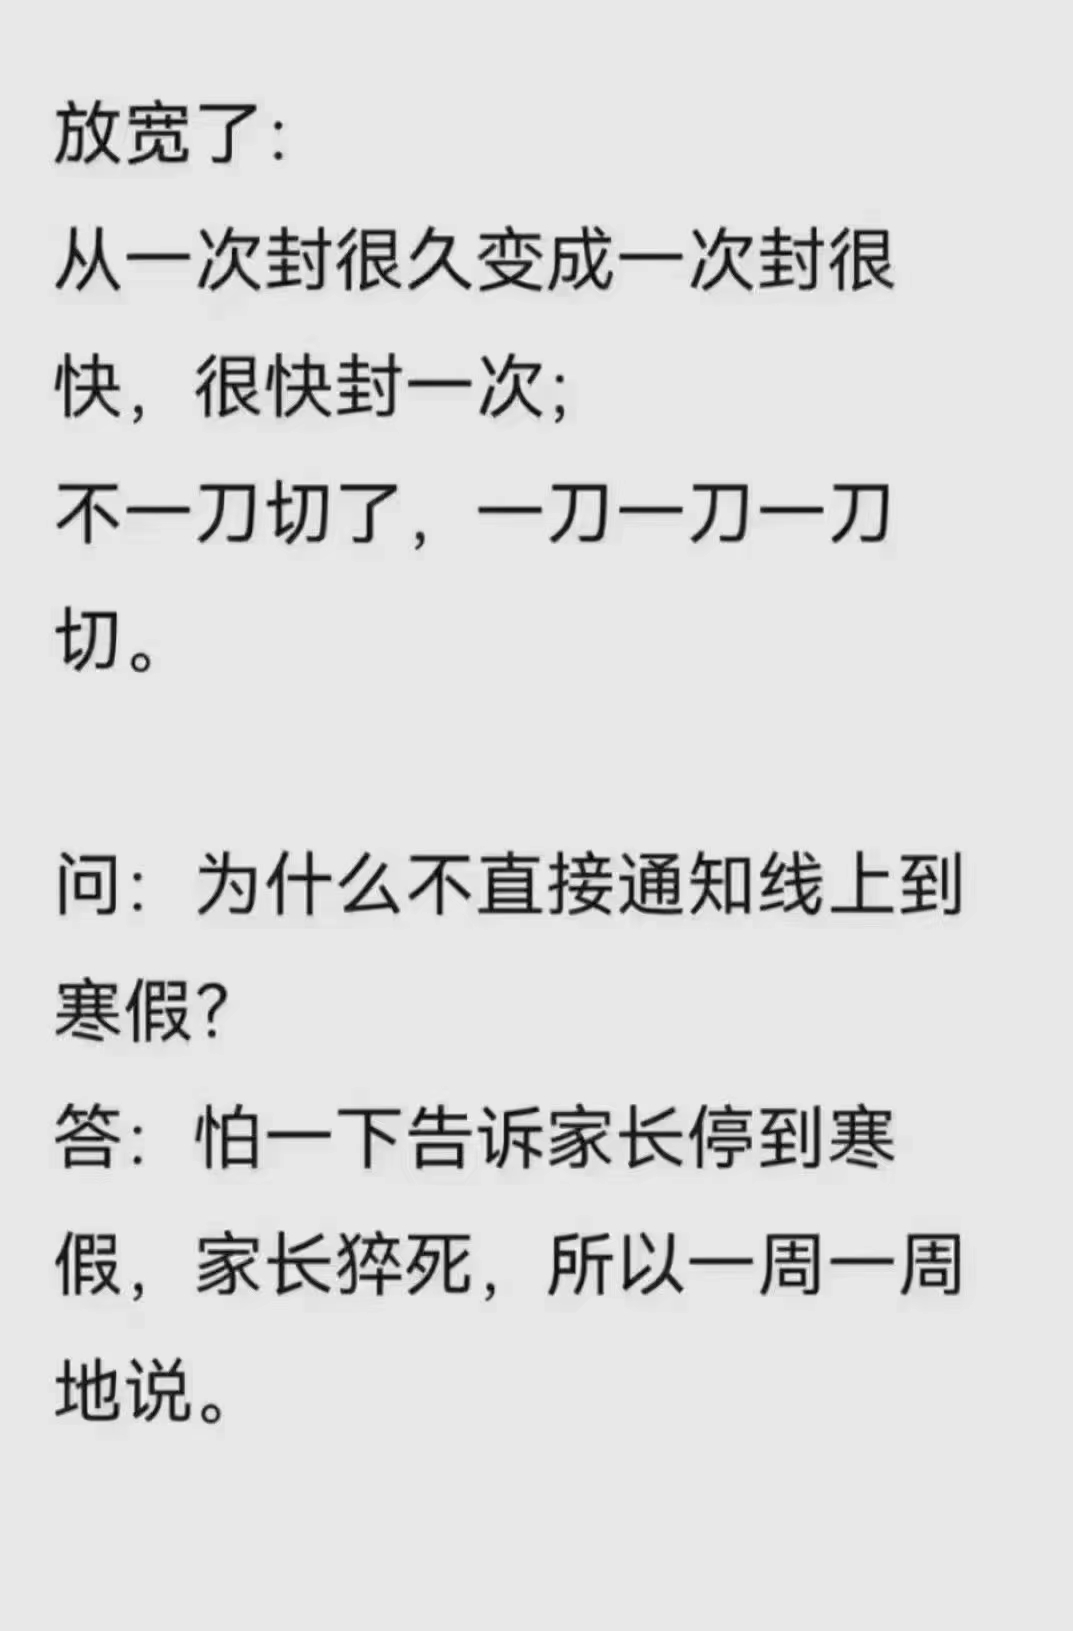 放宽了：
从一次封很久变成一次封很
快，很快封一次；
不一刀切了，一刀一刀一刀
切。
问：为什么不直接通知线上到
寒假？
答：怕一下告诉家长停到寒
假，家长猝死，所以一周一周
地说。